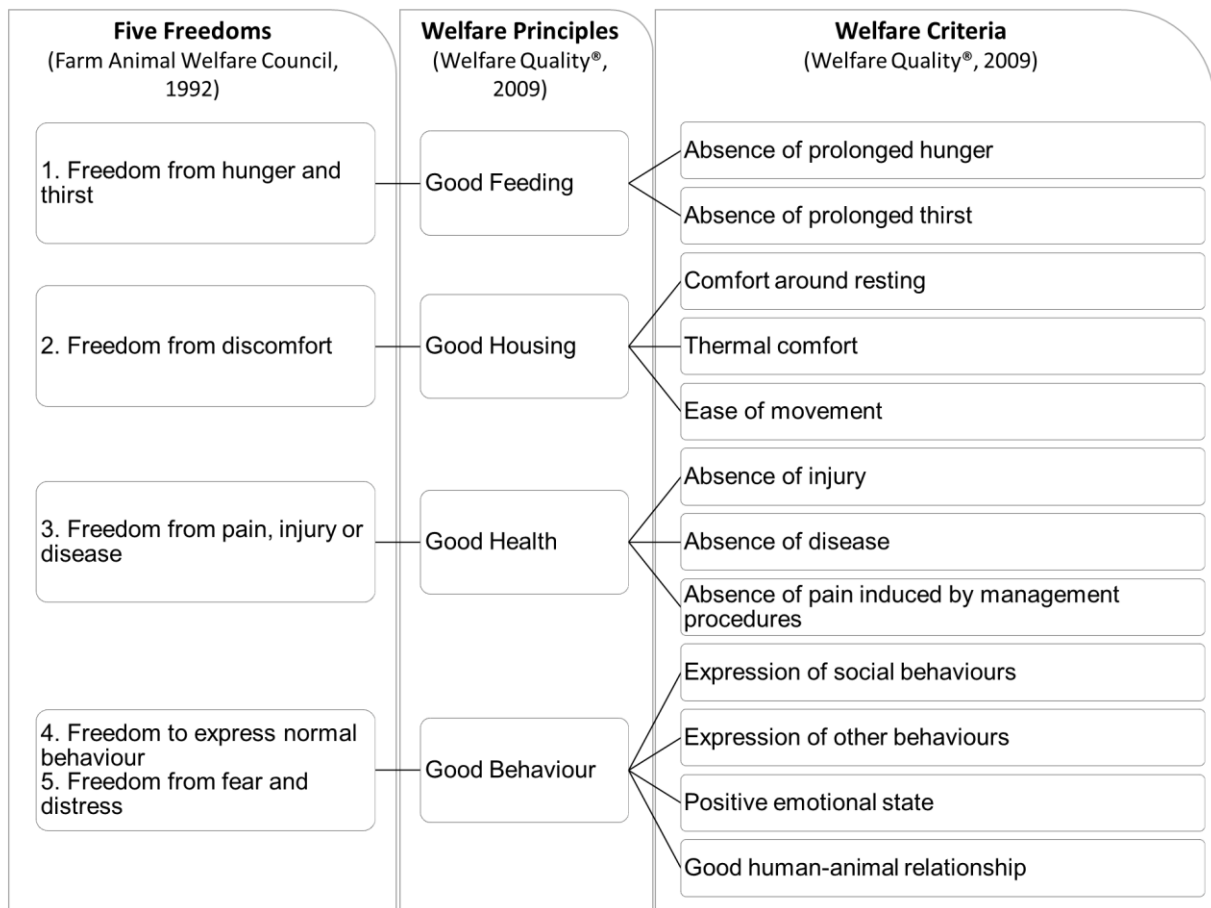 Five Freedoms
(Farm Animal Welfare Council,
1992)
Welfare Principles
(Welfare Quality®,
2009)
Welfare Criteria
(Welfare Quality®, 2009)
1. Freedom from hunger and
thirst
Good Feeding
Absence of prolonged hunger
Absence of prolonged thirst
2. Freedom from discomfort
Good Housing
Comfort around resting
Thermal comfort
Ease of movement
3. Freedom from pain, injury or
disease
Good Health
Absence of injury
Absence of disease
Absence of pain induced by management
procedures
4. Freedom to express normal
behaviour
5. Freedom from fear and
distress
Good Behaviour
Expression of social behaviours
Expression of other behaviours
Positive emotional state
Good human-animal relationship